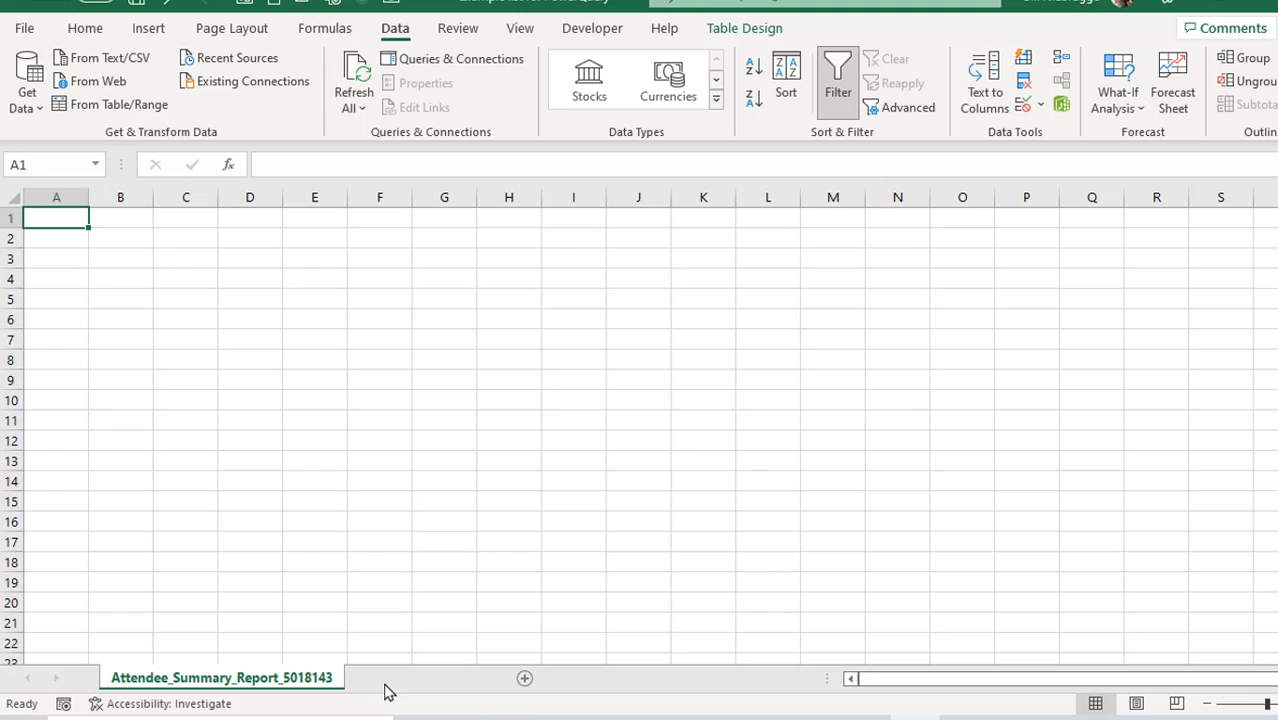 File Home Insert Page Layout Formulas Data Review View Developer Help Table Design Comments
Get Data
From Text/CSV
From Web
From Table/Range
Recent Sources
Existing Connections
Get & Transform Data
Refresh All
Queries & Connections
Properties
Edit Links
Queries & Connections
Stocks
Currencies
Data Types
Sort
Filter
Clear
Reapply
Advanced
Sort & Filter
Text to Columns
Data Tools
What-If Analysis
Forecast Sheet
Forecast
Group
Ungrou
Subtota
Outlin
A1
fx
A B C D E F G H I J K L M N O P Q R S
1
2
3
4
5
6
7
8
9
10
11
12
13
14
15
16
17
18
19
20
21
22
23
Attendee_Summary_Report_5018143
Ready
Accessibility: Investigate